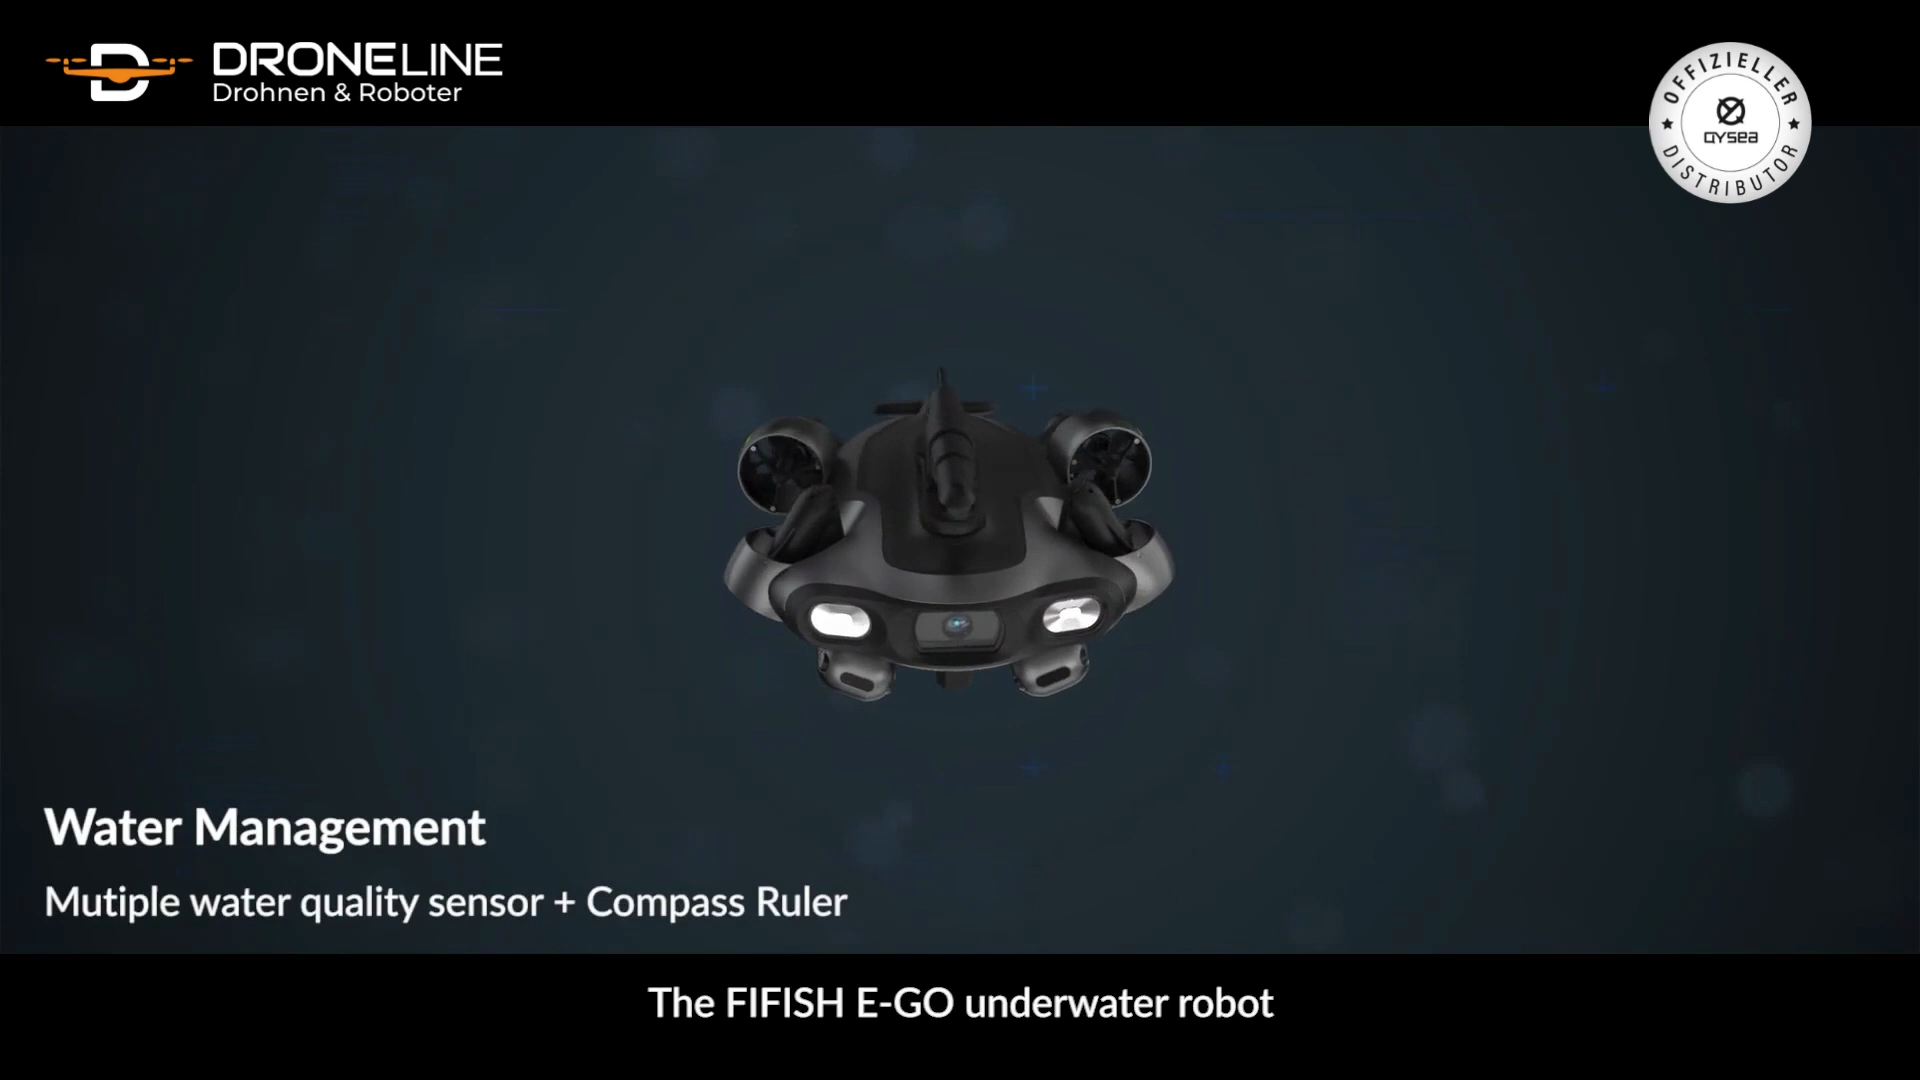 DRONELINE
Drohnen & Roboter
OFFIZIELLER
QYSEA
DISTRIBUTOR
Water Management
Mutiple water quality sensor + Compass Ruler
The FIFISH E-GO underwater robot